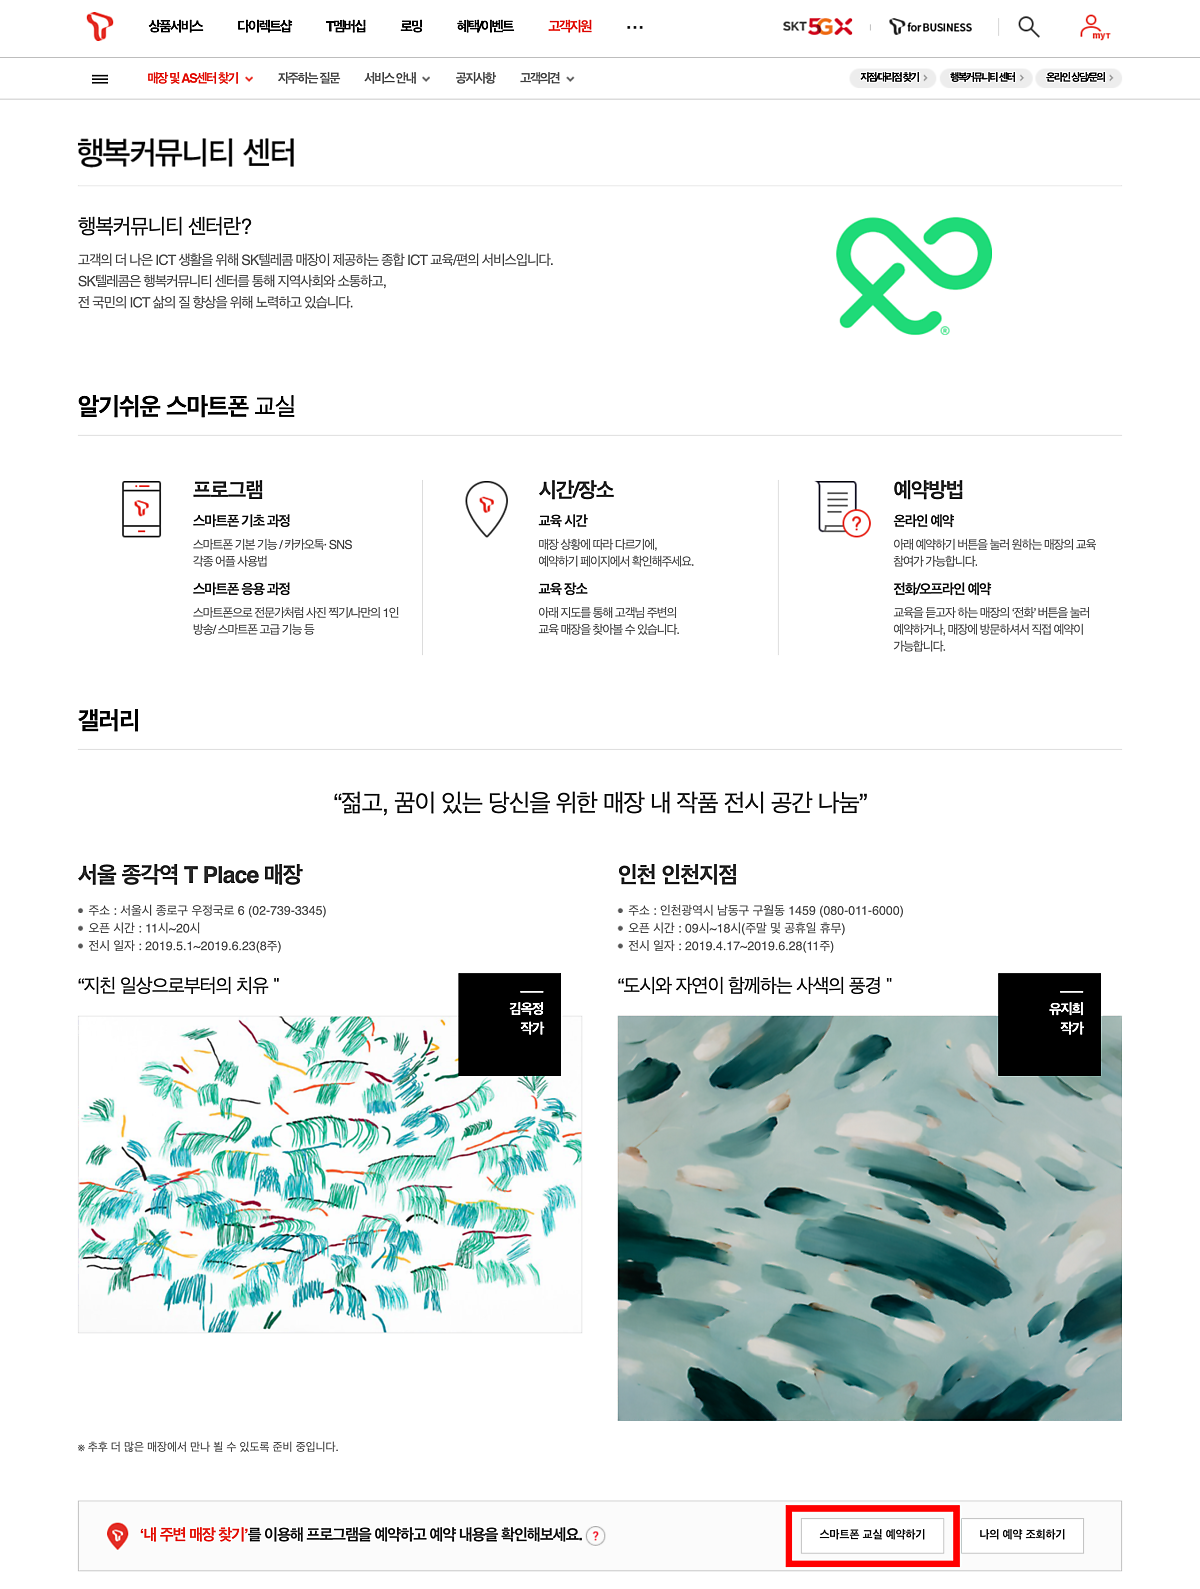 상품서비스 다이렉트샵 T멤버십 로밍 혜택/이벤트 고객지원 ··· SKT 5GX T for BUSINESS myT
매장 및 AS센터 찾기 자주하는 질문 서비스 안내 공지사항 고객의견 지점/대리점 찾기 행복커뮤니티 센터 온라인 상담/문의
행복커뮤니티 센터
행복커뮤니티 센터란?
고객의 더 나은 ICT 생활을 위해 SK텔레콤 매장이 제공하는 종합 ICT 교육/편의 서비스입니다.
SK텔레콤은 행복커뮤니티 센터를 통해 지역사회와 소통하고,
전 국민의 ICT 삶의 질 향상을 위해 노력하고 있습니다.
®
알기쉬운 스마트폰 교실
프로그램
스마트폰 기초 과정
스마트폰 기본 기능 / 카카오톡· SNS
각종 어플 사용법
스마트폰 응용 과정
스마트폰으로 전문가처럼 사진 찍기/나만의 1인
방송/ 스마트폰 고급 기능 등
시간/장소
교육 시간
매장 상황에 따라 다르기에,
예약하기 페이지에서 확인해주세요.
교육 장소
아래 지도를 통해 고객님 주변의
교육 매장을 찾아볼 수 있습니다.
?
예약방법
온라인 예약
아래 예약하기 버튼을 눌러 원하는 매장의 교육
참여가 가능합니다.
전화/오프라인 예약
교육을 듣고자 하는 매장의 ‘전화’ 버튼을 눌러
예약하거나, 매장에 방문하셔서 직접 예약이
가능합니다.
갤러리
“젊고, 꿈이 있는 당신을 위한 매장 내 작품 전시 공간 나눔”
서울 종각역 T Place 매장
● 주소 : 서울시 종로구 우정국로 6 (02-739-3345)
● 오픈 시간 : 11시~20시
● 전시 일자 : 2019.5.1~2019.6.23(8주)
“지친 일상으로부터의 치유 "
김옥정
작가
인천 인천지점
● 주소 : 인천광역시 남동구 구월동 1459 (080-011-6000)
● 오픈 시간 : 09시~18시(주말 및 공휴일 휴무)
● 전시 일자 : 2019.4.17~2019.6.28(11주)
“도시와 자연이 함께하는 사색의 풍경 "
유지희
작가
※ 추후 더 많은 매장에서 만나 뵐 수 있도록 준비 중입니다.
‘내 주변 매장 찾기’를 이용해 프로그램을 예약하고 예약 내용을 확인해보세요. ? 스마트폰 교실 예약하기 나의 예약 조회하기